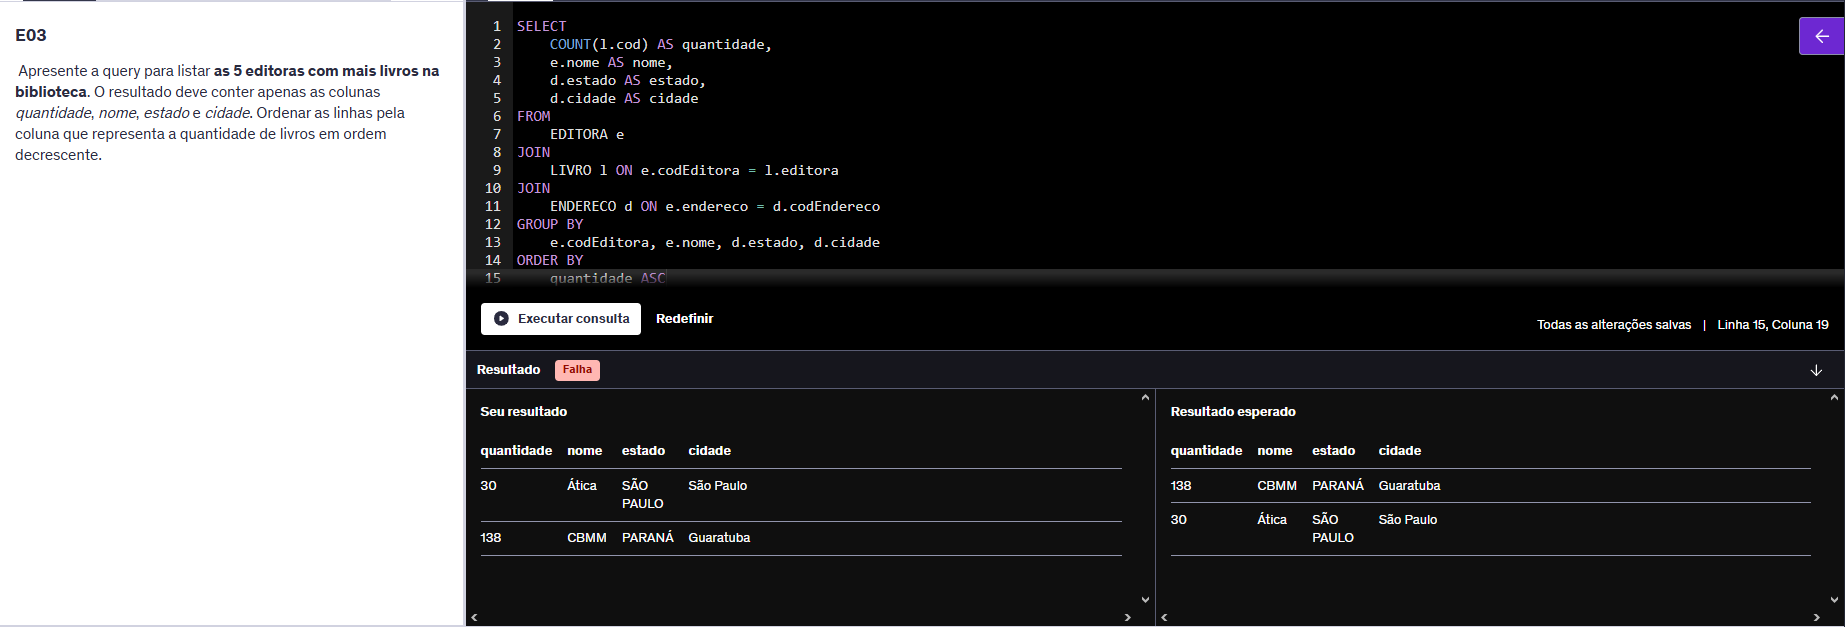 E03
Apresente a query para listar as 5 editoras com mais livros na
biblioteca. O resultado deve conter apenas as colunas
quantidade, nome, estado e cidade. Ordenar as linhas pela
coluna que representa a quantidade de livros em ordem
decrescente.
1 SELECT
2 COUNT(l.cod) AS quantidade,
3 e.nome AS nome,
4 d.estado AS estado,
5 d.cidade AS cidade
6 FROM
7 EDITORA e
8 JOIN
9 LIVRO l ON e.codEditora = l.editora
10 JOIN
11 ENDERECO d ON e.endereco = d.codEndereco
12 GROUP BY
13 e.codEditora, e.nome, d.estado, d.cidade
14 ORDER BY
15 quantidade ASC
Executar consulta Redefinir
Todas as alterações salvas | Linha 15, Coluna 19
Resultado Falha
Seu resultado
quantidade nome estado cidade
30 Ática SÃO São Paulo
PAULO
138 CBMM PARANÁ Guaratuba
Resultado esperado
quantidade nome estado cidade
138 CBMM PARANÁ Guaratuba
30 Ática SÃO São Paulo
PAULO